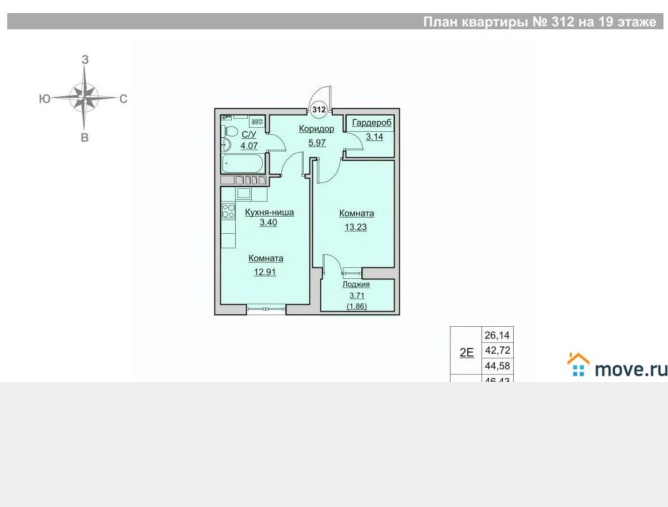 План квартиры № 312 на 19 этаже
З
Ю
С
В
312
С/У
4.07
Коридор
5.97
Гардероб
3.14
Кухня-ниша
3.40
Комната
13.23
Комната
12.91
Лоджия
3.71
(1.86)
2Е
26,14
42,72
44,58
46,43
move.ru